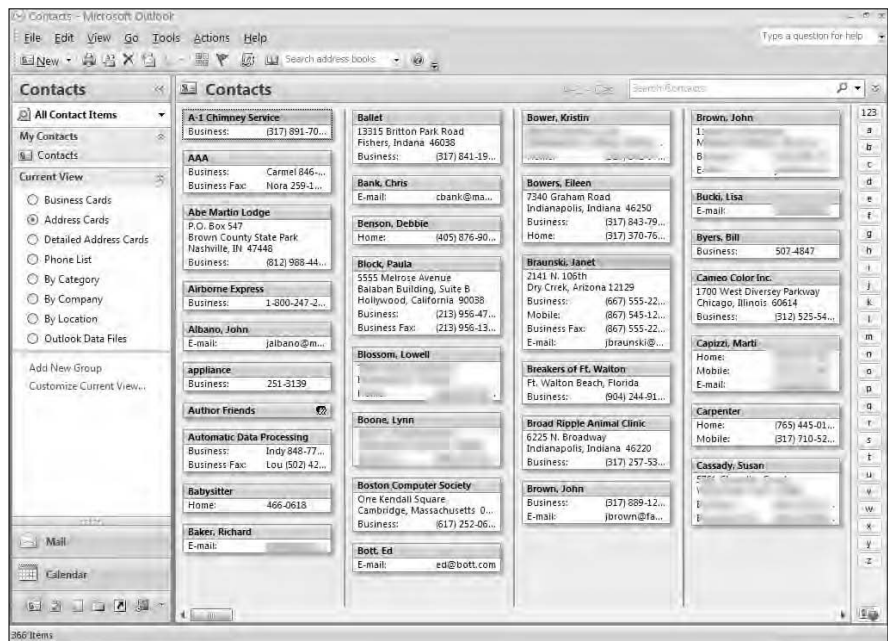 Contacts - Microsoft Outlook
File Edit View Go Tools Actions Help
Type a question for help
New
Search address books
Contacts
All Contact Items
My Contacts
Contacts
Current View
Business Cards
Address Cards
Detailed Address Cards
Phone List
By Category
By Company
By Location
Outlook Data Files
Add New Group
Customize Current View...
Mail
Calendar
366 Items
Contacts
Search Contacts
A-1 Chimney Service
Business: (317) 891-70...
AAA
Business: Carmel 846-...
Business Fax: Nora 259-1...
Abe Martin Lodge
P.O. Box 547
Brown County State Park
Nashville, IN 47448
Business: (812) 988-44...
Airborne Express
Business: 1-800-247-2...
Albano, John
E-mail: jalbano@m...
appliance
Business: 251-3139
Author Friends
Automatic Data Processing
Business: Indy 848-77...
Business Fax: Lou (502) 42...
Babysitter
Home: 466-0618
Baker, Richard
E-mail:
Ballet
13315 Britton Park Road
Fishers, Indiana 46038
Business: (317) 841-19...
Bank, Chris
E-mail: cbank@ma...
Benson, Debbie
Home: (405) 876-90...
Block, Paula
5555 Melrose Avenue
Balaban Building, Suite B
Hollywood, California 90038
Business: (213) 956-47...
Business Fax: (213) 956-13...
Blossom, Lowell
Boone, Lynn
Boston Computer Society
One Kendall Square
Cambridge, Massachusetts 0...
Business: (617) 252-06...
Bott, Ed
E-mail: ed@bott.com
Bower, Kristin
Bowers, Eileen
7340 Graham Road
Indianapolis, Indiana 46250
Business: (317) 843-79...
Home: (317) 370-76...
Braunski, Janet
2141 N. 106th
Dry Creek, Arizona 12129
Business: (667) 555-22...
Mobile: (867) 545-12...
Business Fax: (667) 555-22...
E-mail: jbraunski@...
Breakers of Ft. Walton
Ft. Walton Beach, Florida
Business: (904) 244-91...
Broad Ripple Animal Clinic
6225 N. Broadway
Indianapolis, Indiana 46220
Business: (317) 257-53...
Brown, John
Business: (317) 889-12...
E-mail: jbrown@fa...
Brown, John
Bucki, Lisa
E-mail:
Byers, Bill
Business: 507-4847
Cameo Color Inc.
1700 West Diversey Parkway
Chicago, Illinois 60614
Business: (312) 525-54...
Capizzi, Marti
Home:
Mobile:
E-mail:
Carpenter
Home: (765) 445-01...
Mobile: (317) 710-52...
Cassady, Susan
123
a
b
c
d
e
f
g
h
i
j
k
l
m
n
o
p
q
r
s
t
u
v
w
x
y
z